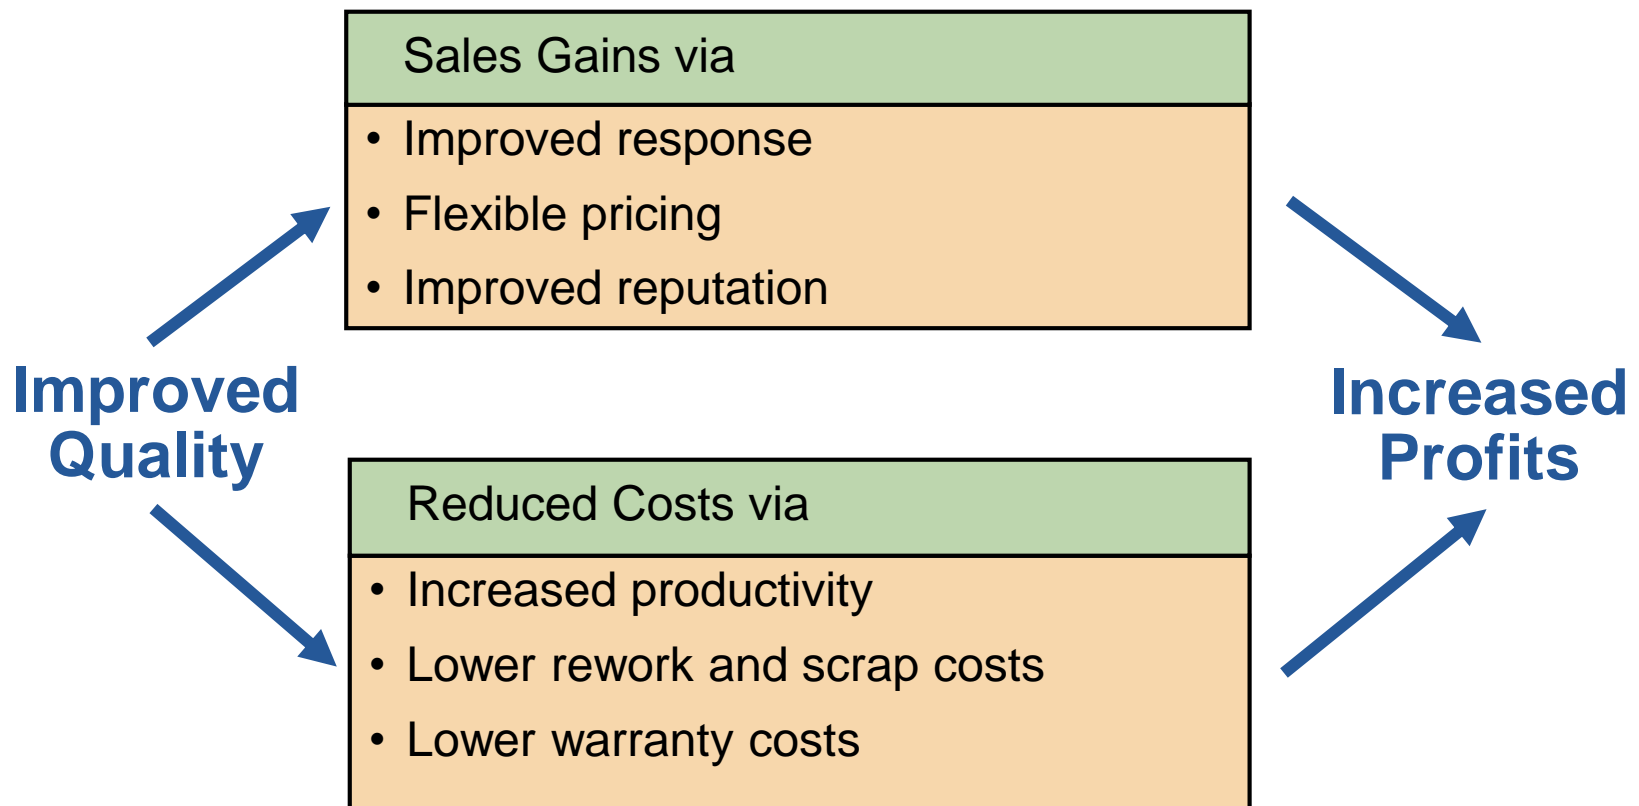 Sales Gains via
• Improved response
• Flexible pricing
• Improved reputation
Improved
Quality
Increased
Profits
Reduced Costs via
• Increased productivity
• Lower rework and scrap costs
• Lower warranty costs